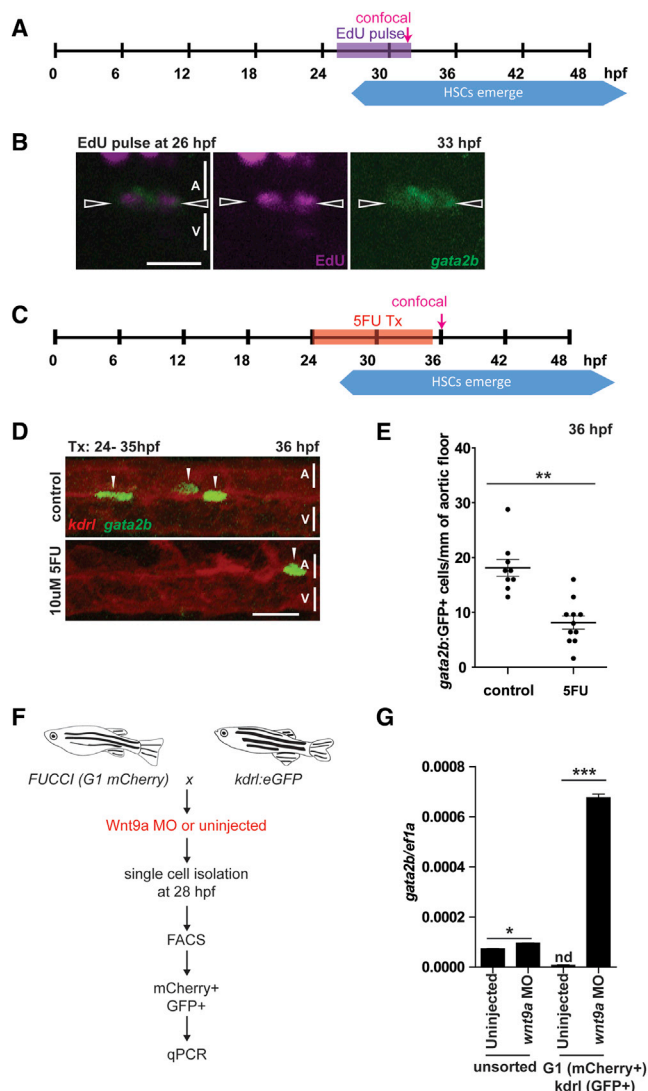 A
confocal
EdU pulse
0 6 12 18 24 30 36 42 48 hpf
HSCs emerge
B
EdU pulse at 26 hpf 33 hpf
A
V
EdU
gata2b
C
confocal
5FU Tx
0 6 12 18 24 30 36 42 48 hpf
HSCs emerge
D
Tx: 24- 35hpf 36 hpf
control
A
V
kdrl gata2b
10uM 5FU
A
V
E
36 hpf
**
gata2b:GFP+ cells/mm of aortic floor
40
30
20
10
0
control 5FU
F
FUCCI (G1 mCherry) x kdrl:eGFP
Wnt9a MO or uninjected
single cell isolation
at 28 hpf
FACS
mCherry+
GFP+
qPCR
G
gata2b/ef1a
0.0008
0.0006
0.0004
0.0002
0.0000
*
nd
***
Uninjected
wnt9a MO
Uninjected
wnt9a MO
unsorted
G1 (mCherry+)
kdrl (GFP+)